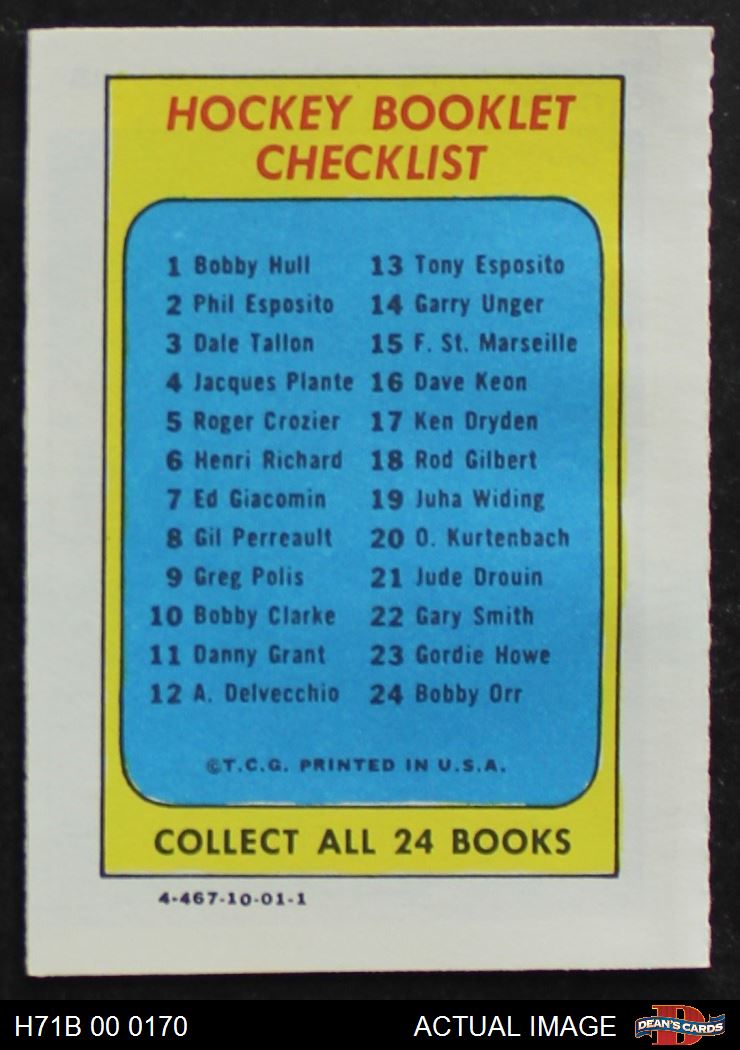 HOCKEY BOOKLET
CHECKLIST
1 Bobby Hull
2 Phil Esposito
3 Dale Tallon
4 Jacques Plante
5 Roger Crozier
6 Henri Richard
7 Ed Giacomin
8 Gil Perreault
9 Greg Polis
10 Bobby Clarke
11 Danny Grant
12 A. Delvecchio
13 Tony Esposito
14 Garry Unger
15 F. St. Marseille
16 Dave Keon
17 Ken Dryden
18 Rod Gilbert
19 Juha Widing
20 O. Kurtenbach
21 Jude Drouin
22 Gary Smith
23 Gordie Howe
24 Bobby Orr
©T.C.G. PRINTED IN U.S.A.
COLLECT ALL 24 BOOKS
4-467-10-01-1
H71B 00 0170
ACTUAL IMAGE
DEAN'S CARDS